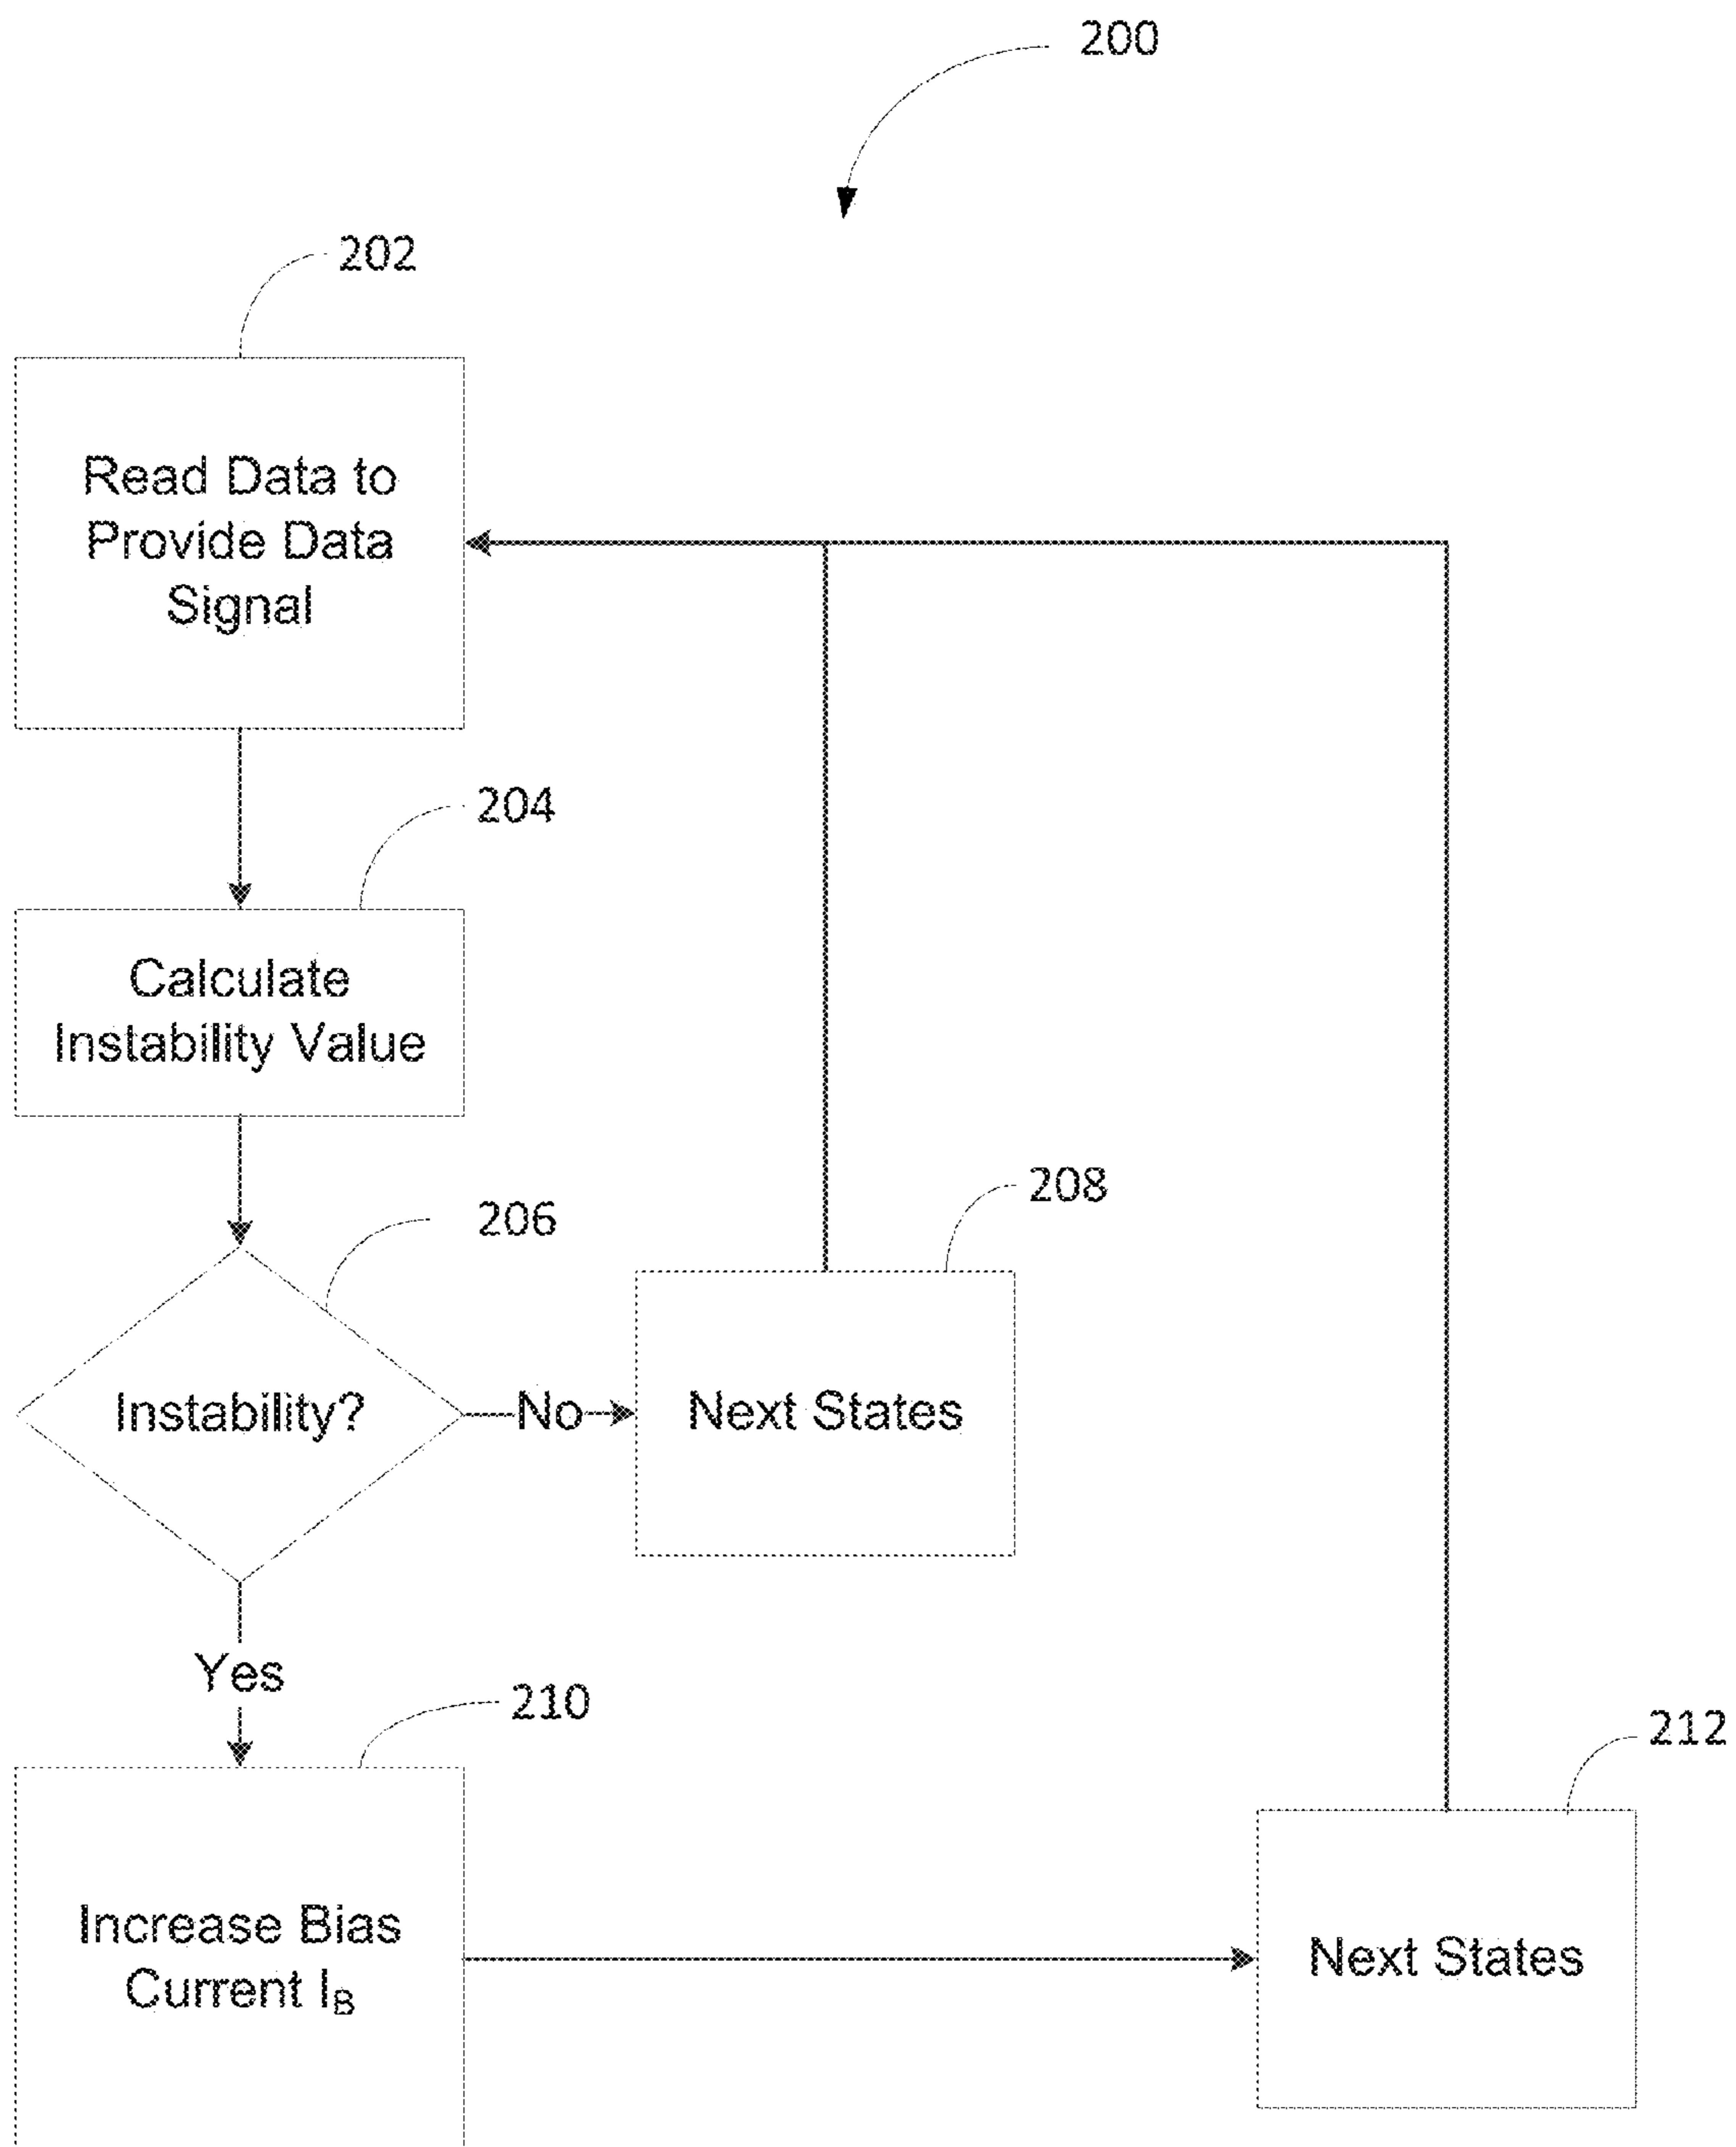 200
202
Read Data to
Provide Data
Signal
204
Calculate
Instability Value
206
Instability?
No
208
Next States
Yes
210
Increase Bias
Current I_B
212
Next States